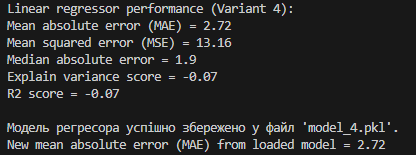 Linear regressor performance (Variant 4):
Mean absolute error (MAE) = 2.72
Mean squared error (MSE) = 13.16
Median absolute error = 1.9
Explain variance score = -0.07
R2 score = -0.07
Модель регресора успішно збережено у файл 'model_4.pkl'.
New mean absolute error (MAE) from loaded model = 2.72